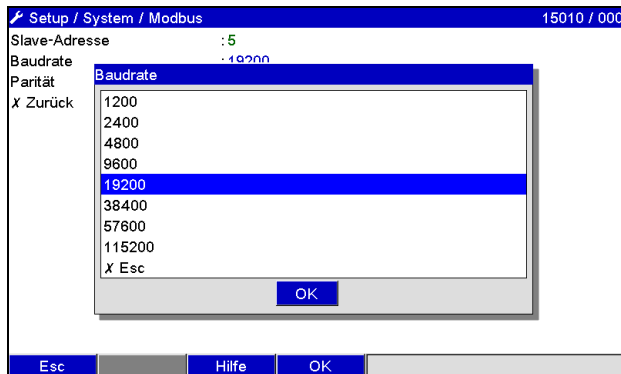 Setup / System / Modbus 15010 / 000
Slave-Adresse : 5
Baudrate : 19200
Parität
X Zurück
Baudrate
1200
2400
4800
9600
19200
38400
57600
115200
X Esc
OK
Esc Hilfe OK